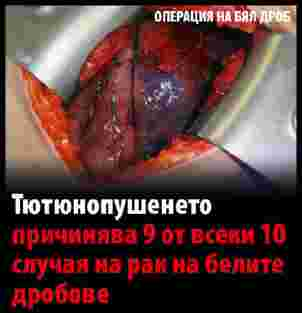 ОПЕРАЦИЯ НА БЯЛ ДРОБ
Тютюнопушенето
причинява 9 от всеки 10
случая на рак на белите
дробове